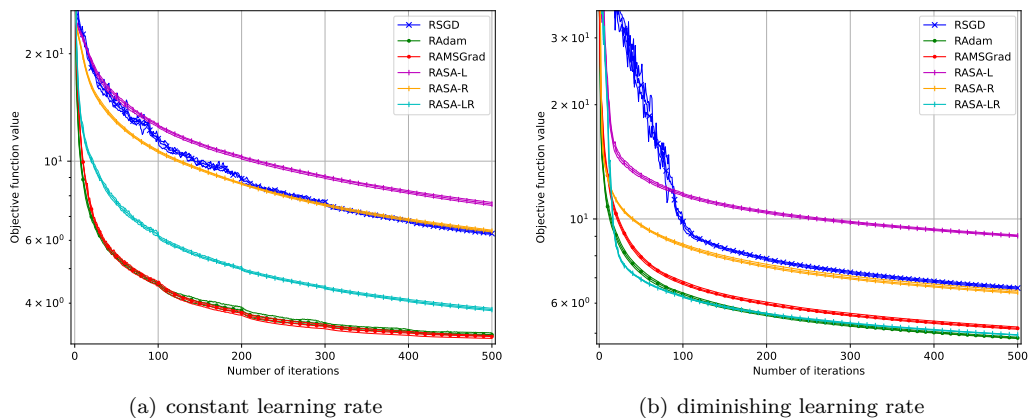 RSGD
RAdam
RAMSGrad
RASA-L
RASA-R
RASA-LR
Objective function value
2 × 10¹
10¹
6 × 10⁰
4 × 10⁰
0 100 200 300 400 500
Number of iterations
(a) constant learning rate
RSGD
RAdam
RAMSGrad
RASA-L
RASA-R
RASA-LR
Objective function value
3 × 10¹
2 × 10¹
10¹
6 × 10⁰
0 100 200 300 400 500
Number of iterations
(b) diminishing learning rate